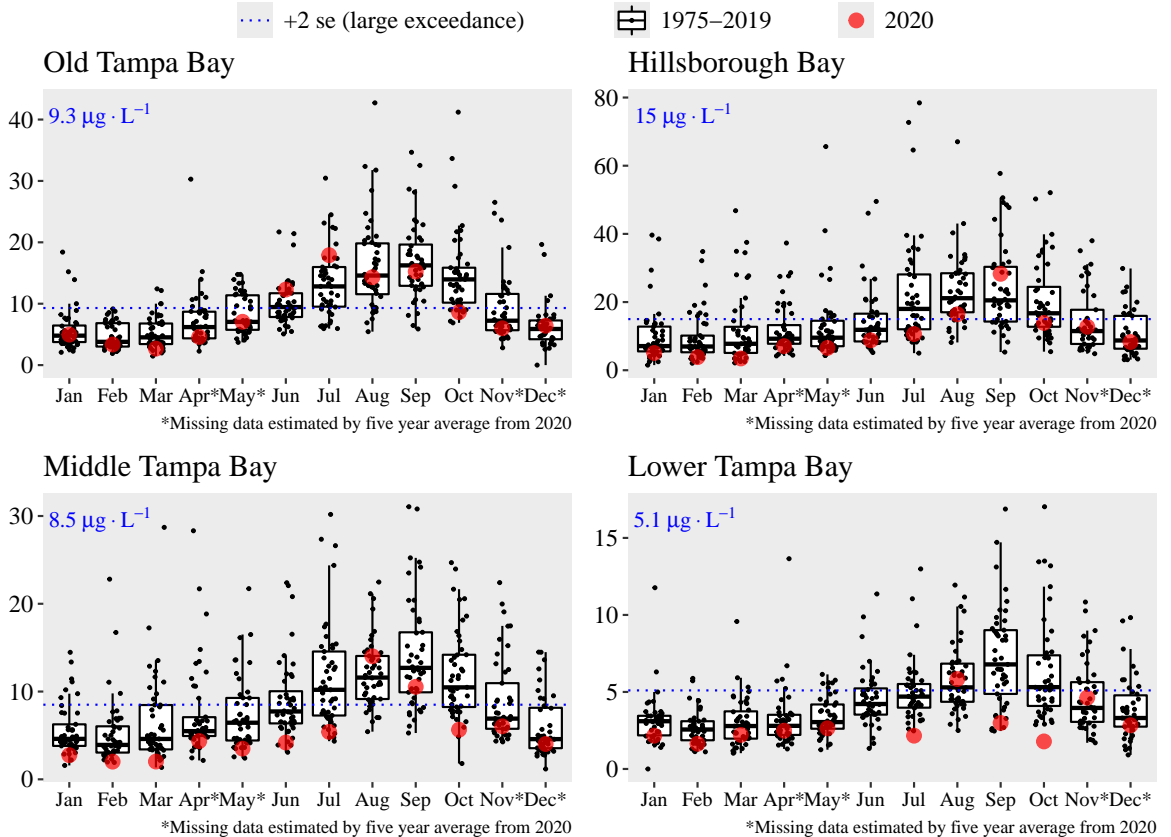 +2 se (large exceedance) 1975–2019 2020
Old Tampa Bay
9.3 μg · L⁻¹
40
30
20
10
0
Jan Feb Mar Apr* May* Jun Jul Aug Sep Oct Nov* Dec*
*Missing data estimated by five year average from 2020
Hillsborough Bay
15 μg · L⁻¹
80
60
40
20
0
Jan Feb Mar Apr* May* Jun Jul Aug Sep Oct Nov* Dec*
*Missing data estimated by five year average from 2020
Middle Tampa Bay
8.5 μg · L⁻¹
30
20
10
0
Jan Feb Mar Apr* May* Jun Jul Aug Sep Oct Nov* Dec*
*Missing data estimated by five year average from 2020
Lower Tampa Bay
5.1 μg · L⁻¹
15
10
5
0
Jan Feb Mar Apr* May* Jun Jul Aug Sep Oct Nov* Dec*
*Missing data estimated by five year average from 2020